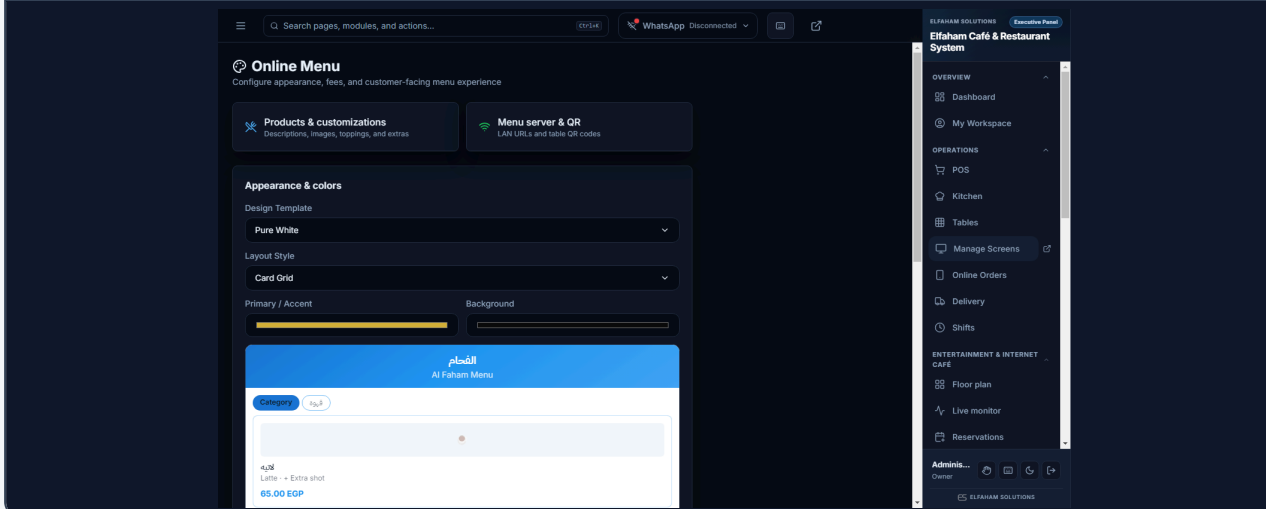 Search pages, modules, and actions...
Ctrl+K
WhatsApp Disconnected
Online Menu
Configure appearance, fees, and customer-facing menu experience
Products & customizations
Descriptions, images, toppings, and extras
Menu server & QR
LAN URLs and table QR codes
Appearance & colors
Design Template
Pure White
Layout Style
Card Grid
Primary / Accent
Background
الفحام
Al Faham Menu
Category
قهوة
لاتيه
Latte · + Extra shot
65.00 EGP
ELFAHAM SOLUTIONS
Executive Panel
Elfaham Café & Restaurant
System
OVERVIEW
Dashboard
My Workspace
OPERATIONS
POS
Kitchen
Tables
Manage Screens
Online Orders
Delivery
Shifts
ENTERTAINMENT & INTERNET
CAFÉ
Floor plan
Live monitor
Reservations
Adminis...
Owner
ELFAHAM SOLUTIONS